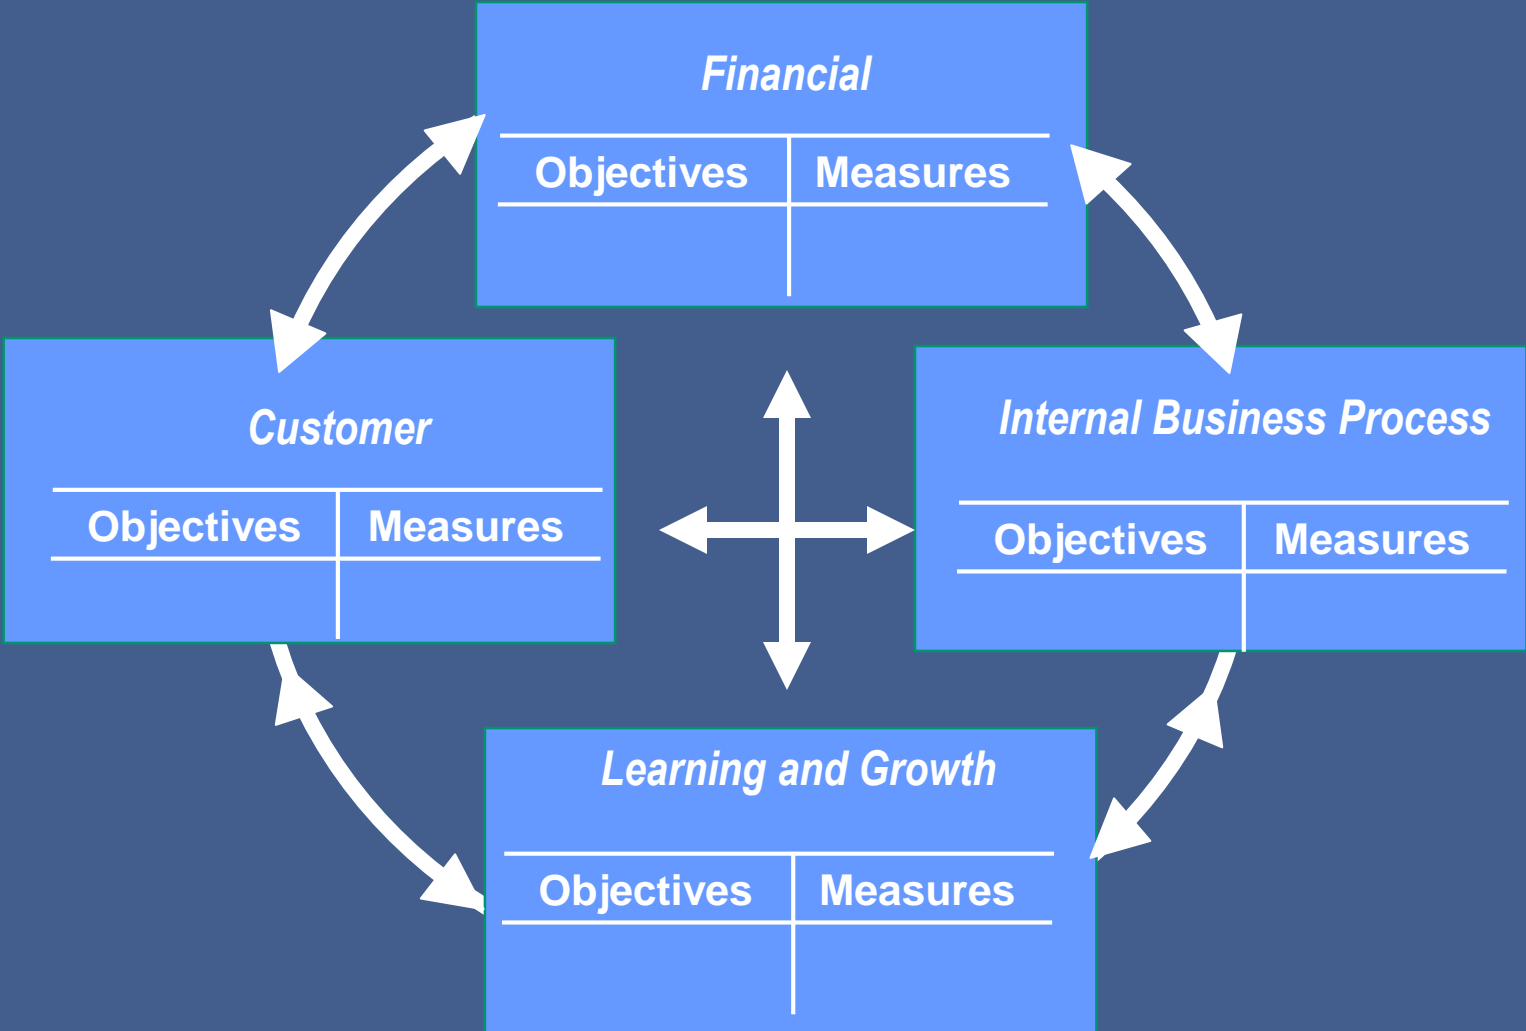 Financial
Objectives Measures
Customer
Objectives Measures
Internal Business Process
Objectives Measures
Learning and Growth
Objectives Measures